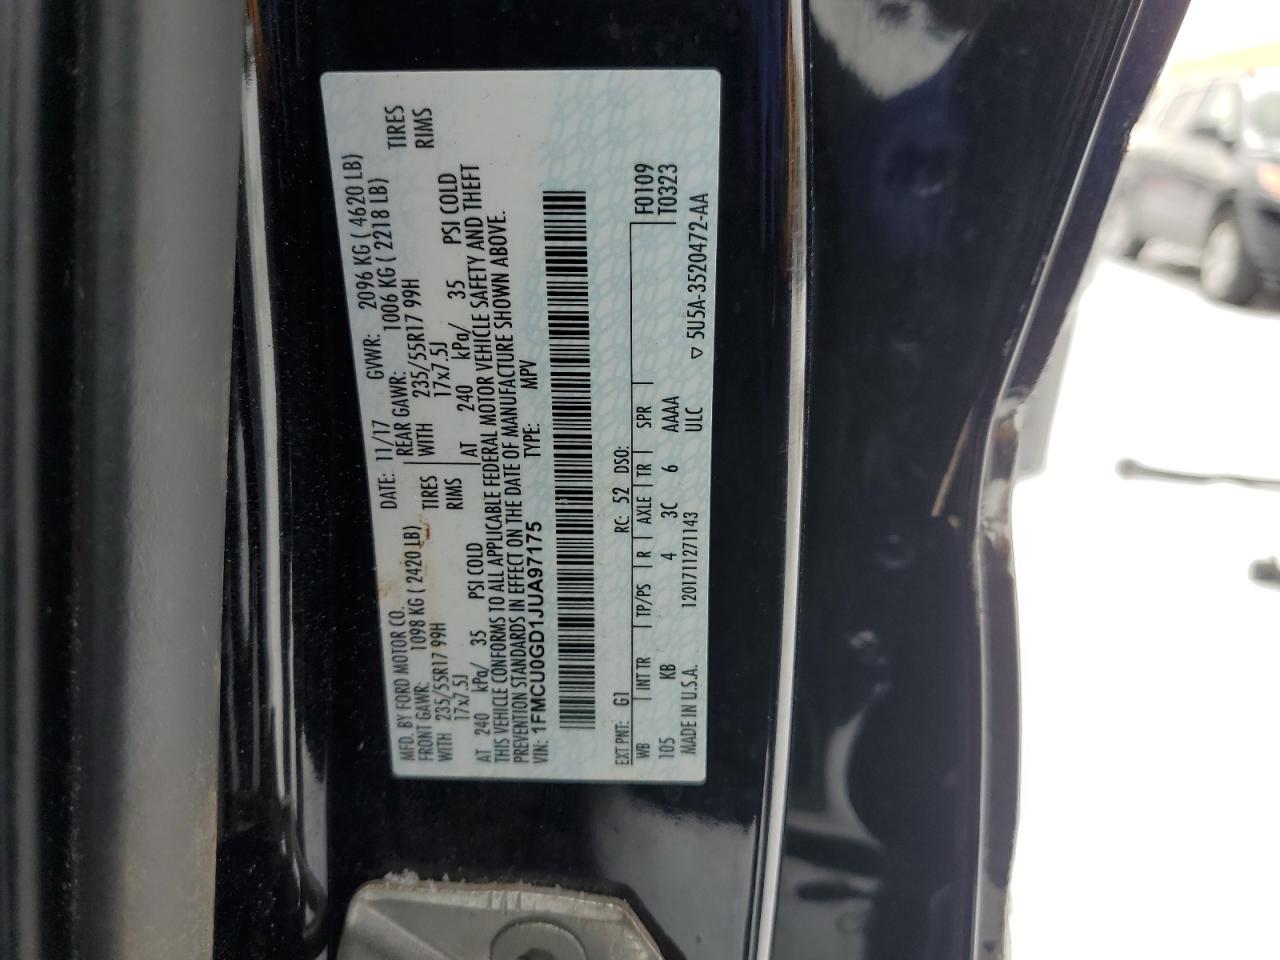 MFD. BY FORD MOTOR CO.
DATE: 11/17 GVWR: 2096 KG ( 4620 LB)
FRONT GAWR: 1098 KG ( 2420 LB) REAR GAWR: 1006 KG ( 2218 LB)
WITH 235/55R17 99H TIRES WITH 235/55R17 99H TIRES
17x7.5J RIMS 17x7.5J RIMS
AT 240 kPa/ 35 PSI COLD AT 240 kPa/ 35 PSI COLD
THIS VEHICLE CONFORMS TO ALL APPLICABLE FEDERAL MOTOR VEHICLE SAFETY AND THEFT
PREVENTION STANDARDS IN EFFECT ON THE DATE OF MANUFACTURE SHOWN ABOVE.
VIN: 1FMCU0GD1JUA97175 TYPE: MPV
EXT PNT: G1 RC: 52 DSO: F0109
WB INT TR TP/PS R AXLE TR SPR T0323
105 KB 4 3C 6 AAAA
MADE IN U.S.A. 120171127 1143 ULC ▽ 5U5A-3520472-AA